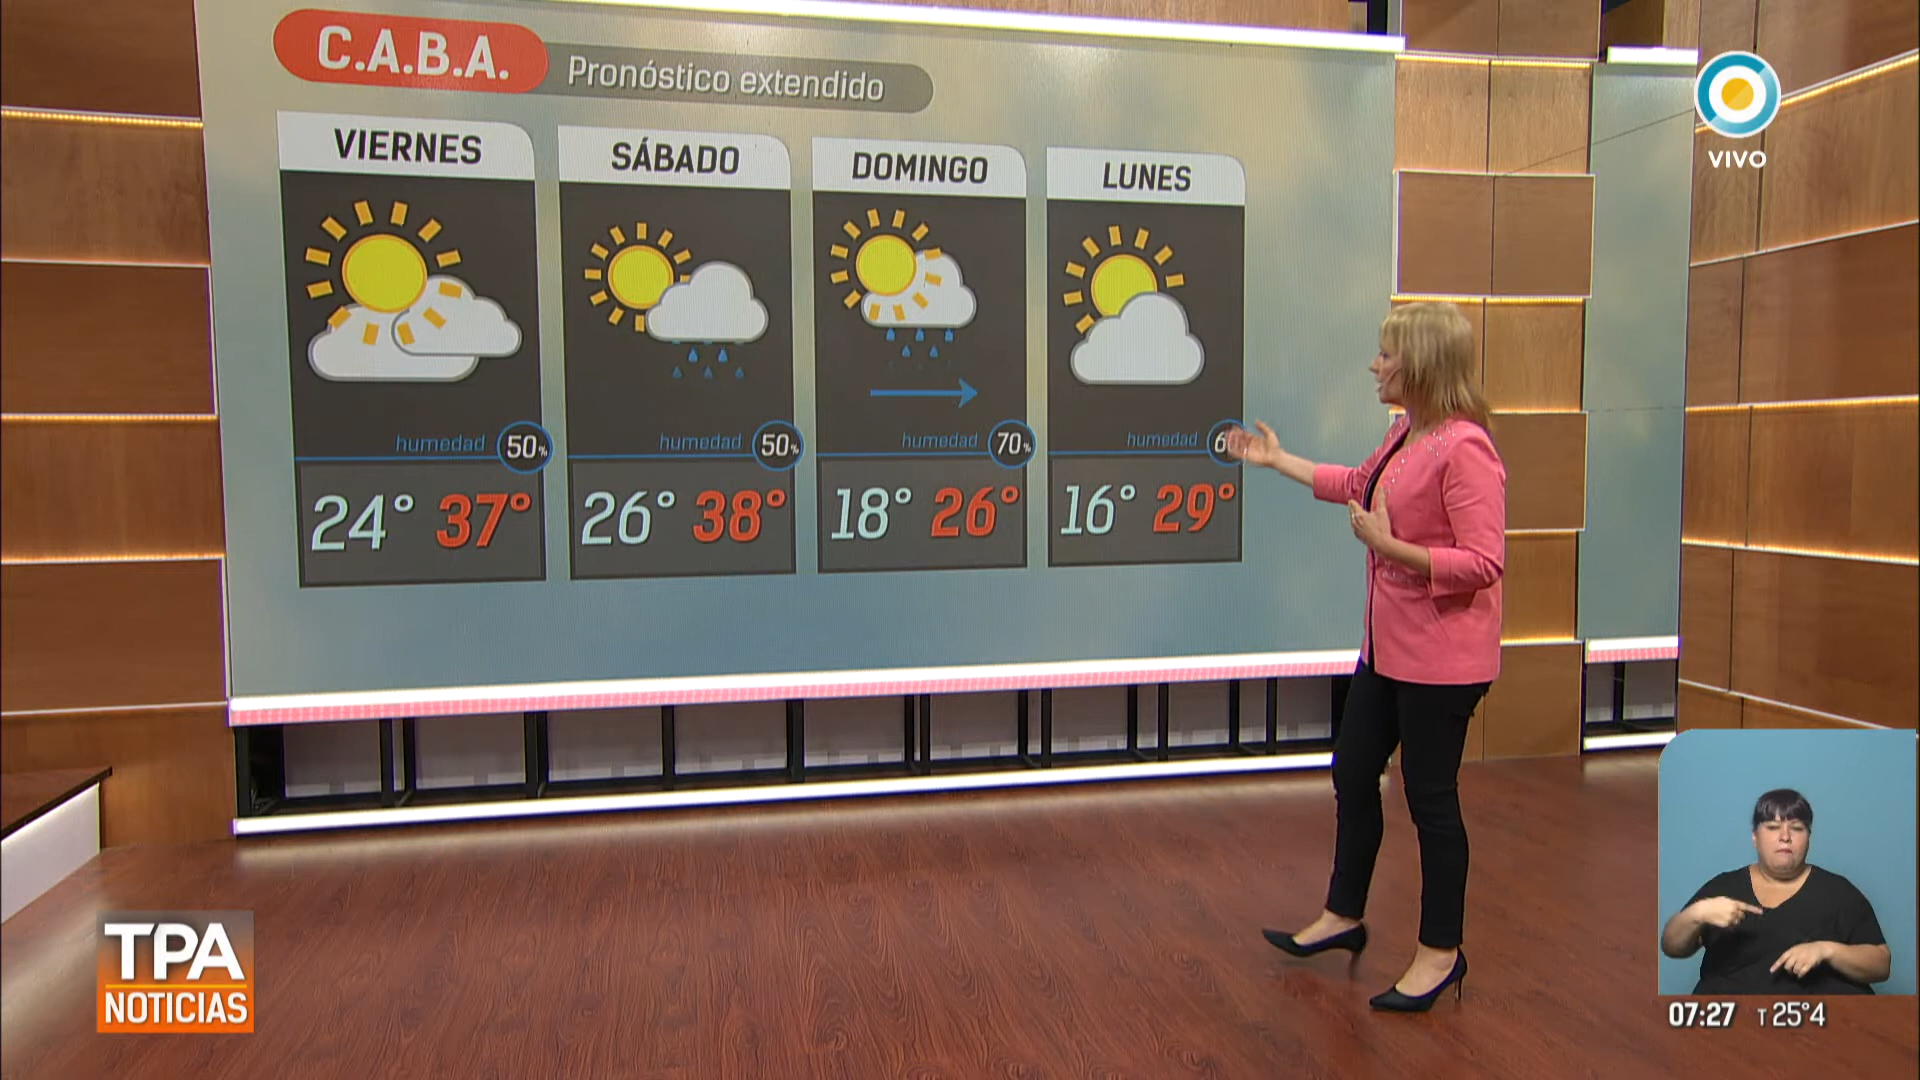 C.A.B.A.
Pronóstico extendido
VIERNES
humedad 50%
24° 37°
SÁBADO
humedad 50%
26° 38°
DOMINGO
humedad 70%
18° 26°
LUNES
humedad
16° 29°
VIVO
TPA
NOTICIAS
07:27 T 25°4